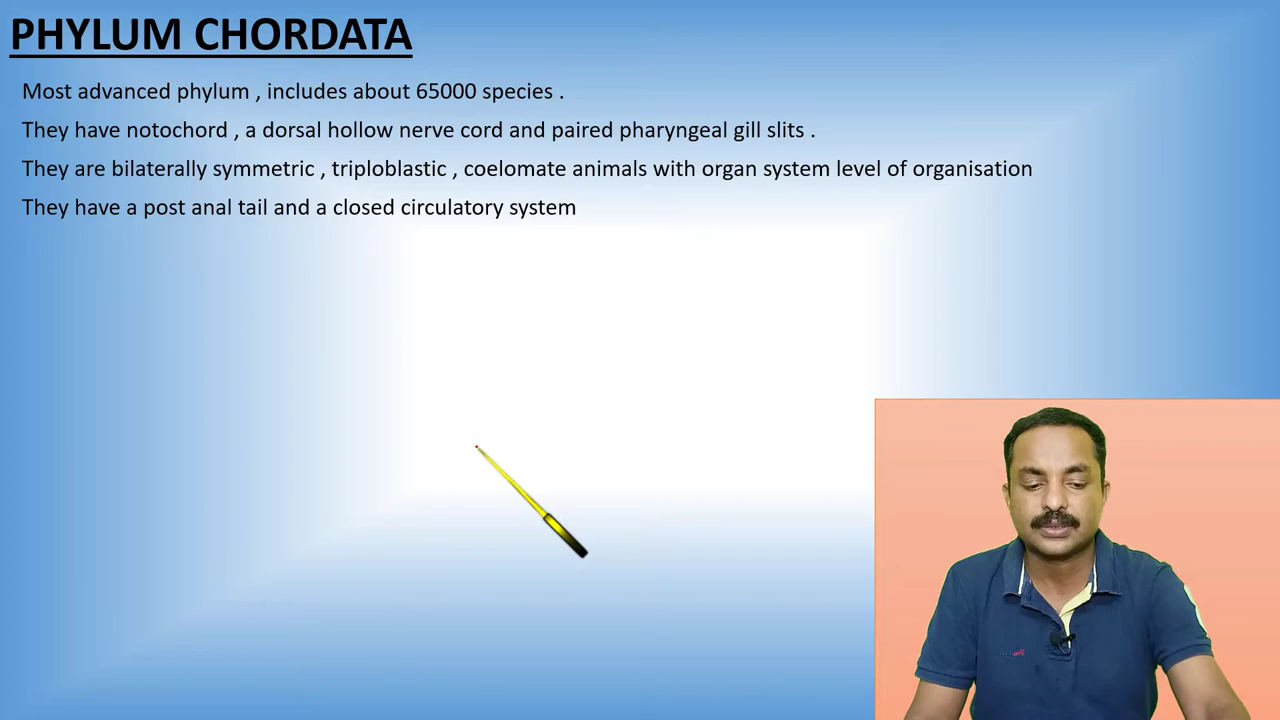 PHYLUM CHORDATA
Most advanced phylum , includes about 65000 species .
They have notochord , a dorsal hollow nerve cord and paired pharyngeal gill slits .
They are bilaterally symmetric , triploblastic , coelomate animals with organ system level of organisation
They have a post anal tail and a closed circulatory system